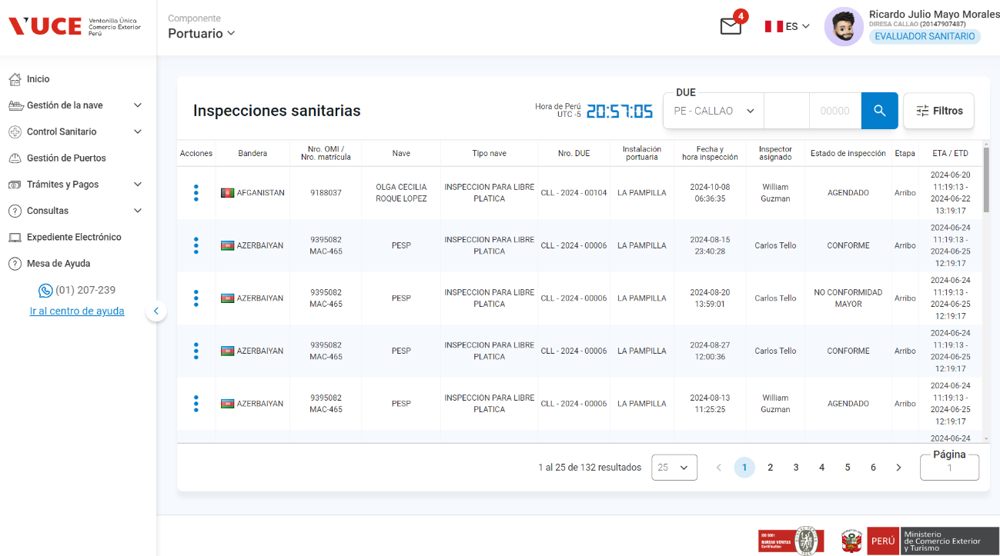 VUCE
Ventanilla Única
Comercio Exterior
Perú
Componente
Portuario
4
ES
Ricardo Julio Mayo Morales
DIRESA CALLAO (20147907487)
EVALUADOR SANITARIO
Inicio
Gestión de la nave
Control Sanitario
Gestión de Puertos
Trámites y Pagos
Consultas
Expediente Electrónico
Mesa de Ayuda
(01) 207-239
Ir al centro de ayuda
Inspecciones sanitarias
Hora de Perú
UTC -5
20:57:05
DUE
PE - CALLAO
00000
Filtros
Acciones Bandera Nro. OMI / Nro. matrícula Nave Tipo nave Nro. DUE Instalación portuaria Fecha y hora inspección Inspector asignado Estado de inspección Etapa ETA / ETD
AFGANISTAN 9188037 OLGA CECILIA ROQUE LOPEZ INSPECCION PARA LIBRE PLATICA CLL - 2024 - 00104 LA PAMPILLA 2024-10-08 06:36:35 William Guzman AGENDADO Arribo 2024-06-20 11:19:13 - 2024-06-22 13:19:17
AZERBAIYAN 9395082 MAC-465 PESP INSPECCION PARA LIBRE PLATICA CLL - 2024 - 00006 LA PAMPILLA 2024-08-15 23:40:28 Carlos Tello CONFORME Arribo 2024-06-24 11:19:13 - 2024-06-25 12:19:17
AZERBAIYAN 9395082 MAC-465 PESP INSPECCION PARA LIBRE PLATICA CLL - 2024 - 00006 LA PAMPILLA 2024-08-20 13:59:01 Carlos Tello NO CONFORMIDAD MAYOR Arribo 2024-06-24 11:19:13 - 2024-06-25 12:19:17
AZERBAIYAN 9395082 MAC-465 PESP INSPECCION PARA LIBRE PLATICA CLL - 2024 - 00006 LA PAMPILLA 2024-08-27 12:00:36 Carlos Tello CONFORME Arribo 2024-06-24 11:19:13 - 2024-06-25 12:19:17
AZERBAIYAN 9395082 MAC-465 PESP INSPECCION PARA LIBRE PLATICA CLL - 2024 - 00006 LA PAMPILLA 2024-08-13 11:25:25 William Guzman AGENDADO Arribo 2024-06-24 11:19:13 - 2024-06-25 12:19:17
2024-06-24
1 al 25 de 132 resultados
25
1 2 3 4 5 6
Página
1
ISO 9001
BUREAU VERITAS
Certification
PERÚ
Ministerio
de Comercio Exterior
y Turismo